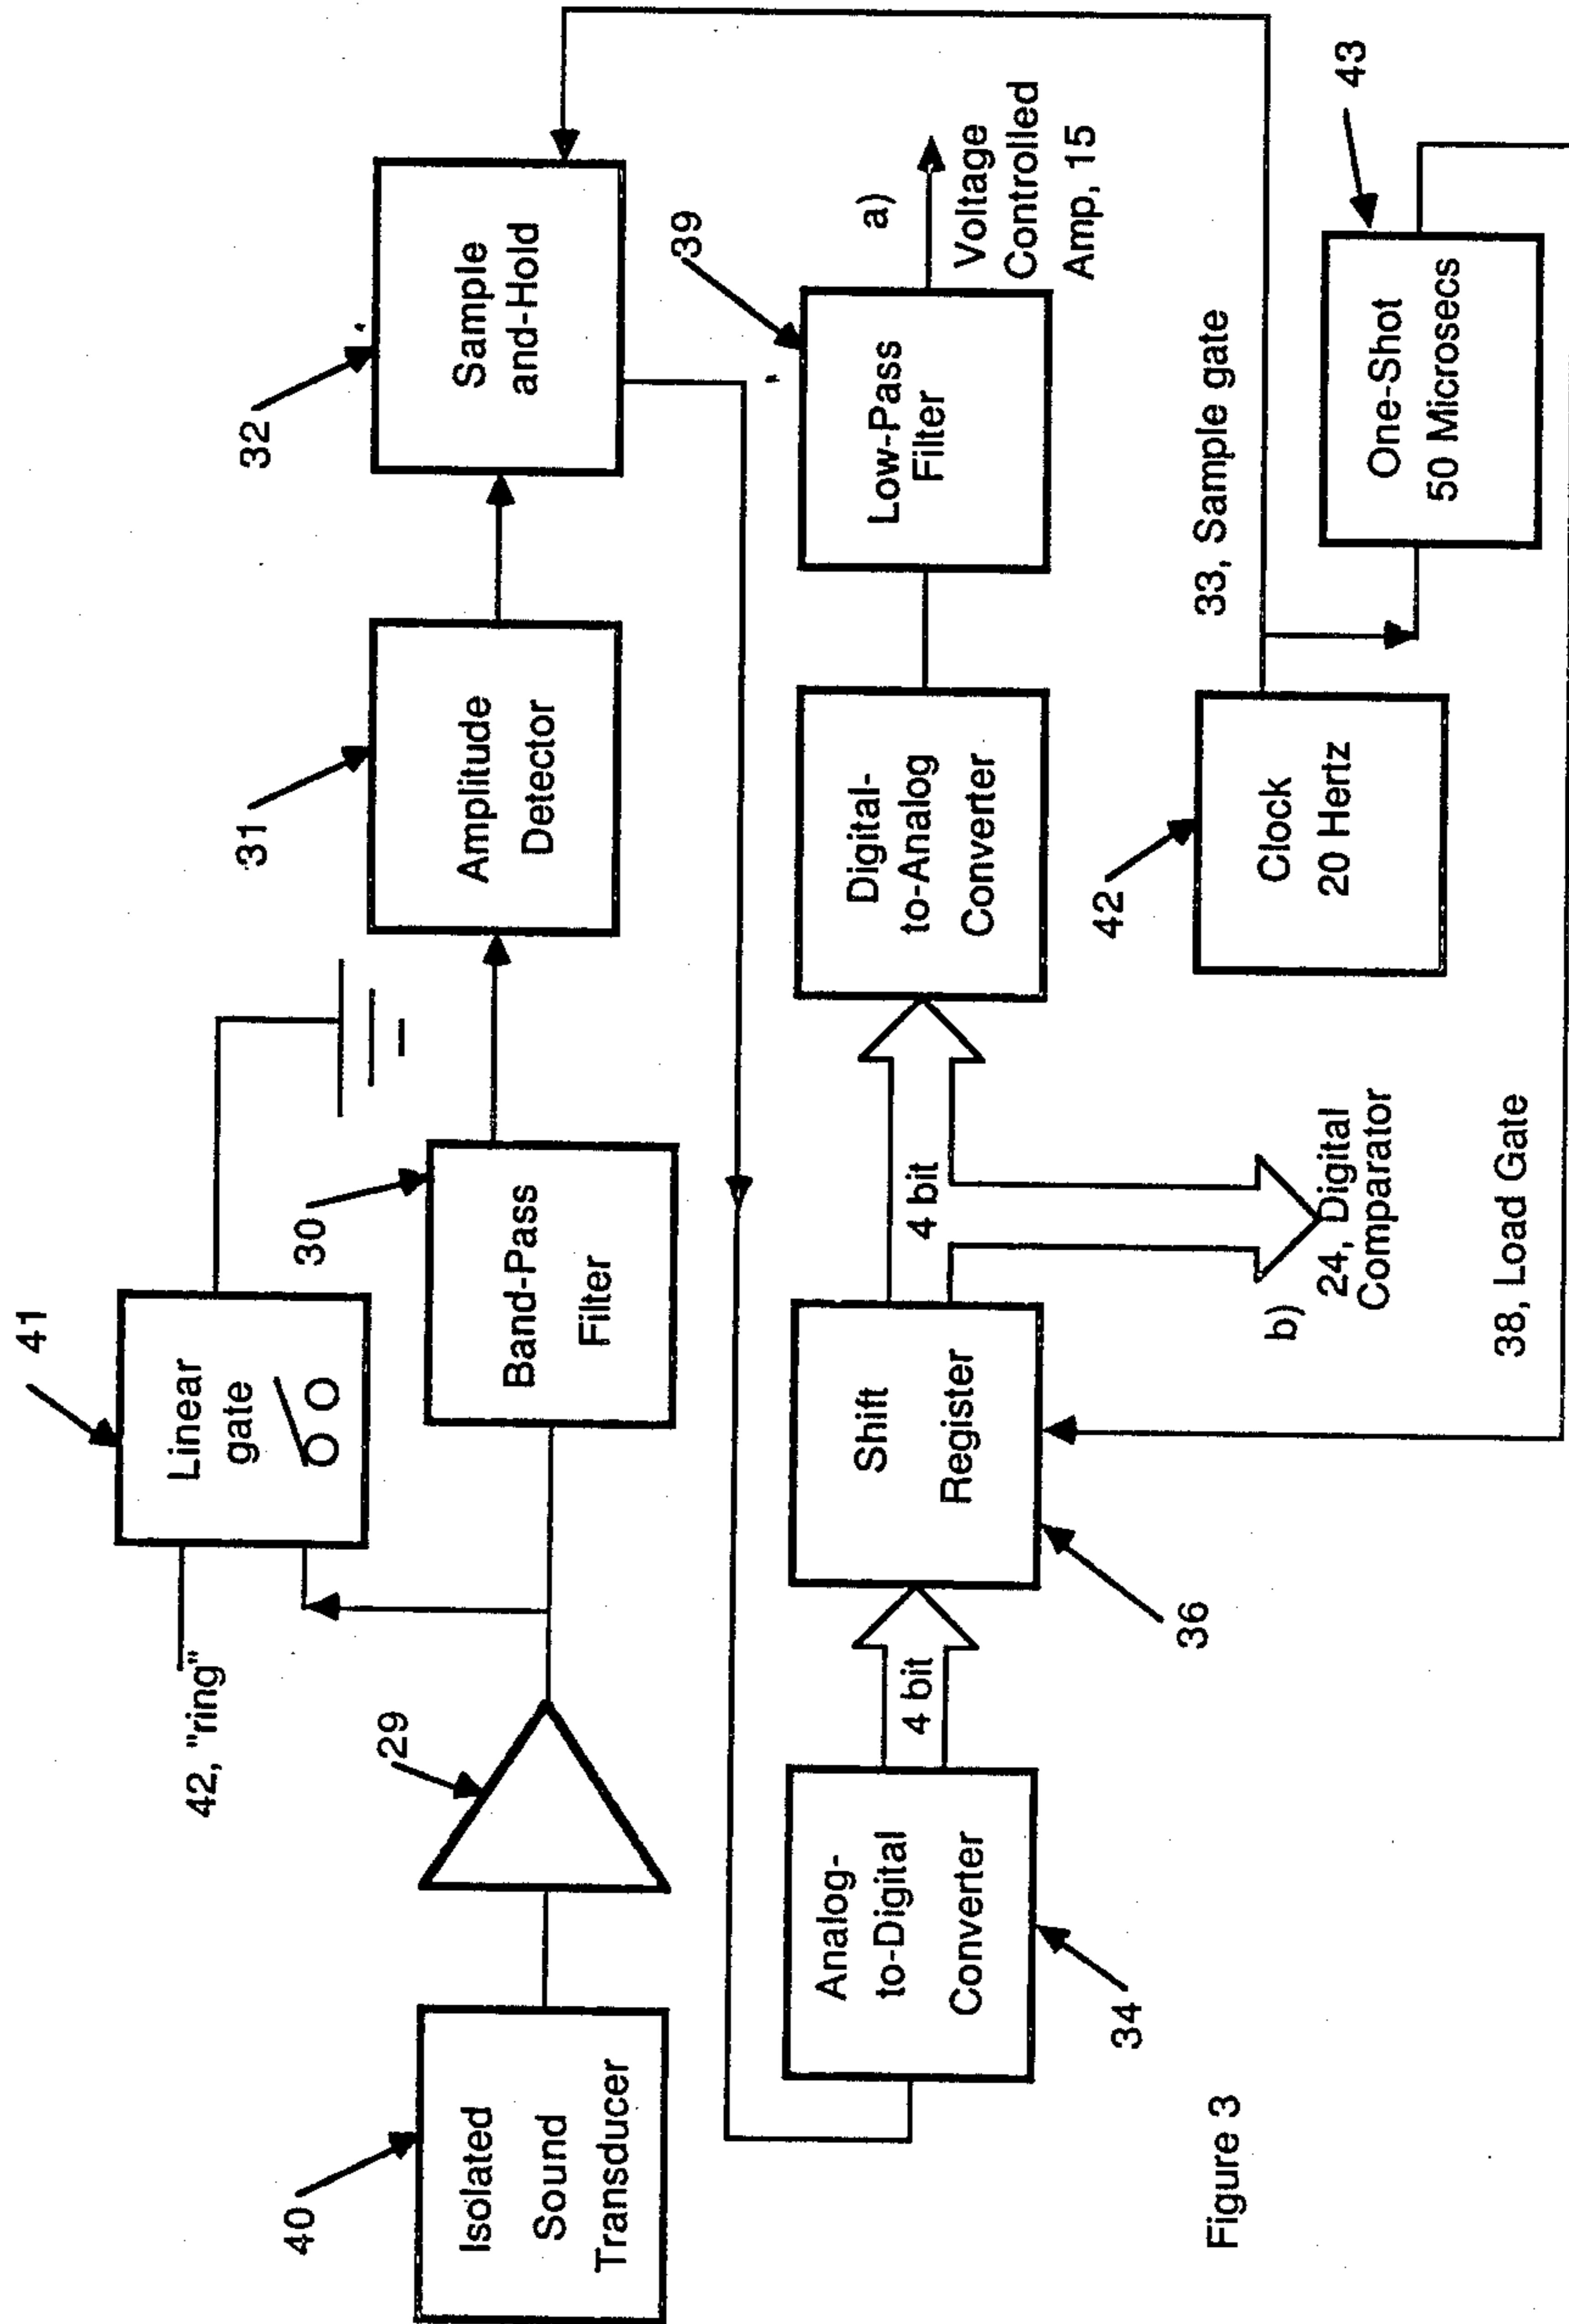 41
42, "ring"
Linear
gate
40
Isolated
Sound
Transducer
29
30
Band-Pass
Filter
31
Amplitude
Detector
32
Sample
and-Hold
34
Analog-
to-Digital
Converter
4 bit
36
Shift
Register
4 bit
b)
24, Digital
Comparator
Digital-
to-Analog
Converter
39
Low-Pass
Filter
a)
Voltage
Controlled
Amp, 15
33, Sample gate
42
Clock
20 Hertz
43
One-Shot
50 Microsecs
38, Load Gate
Figure 3